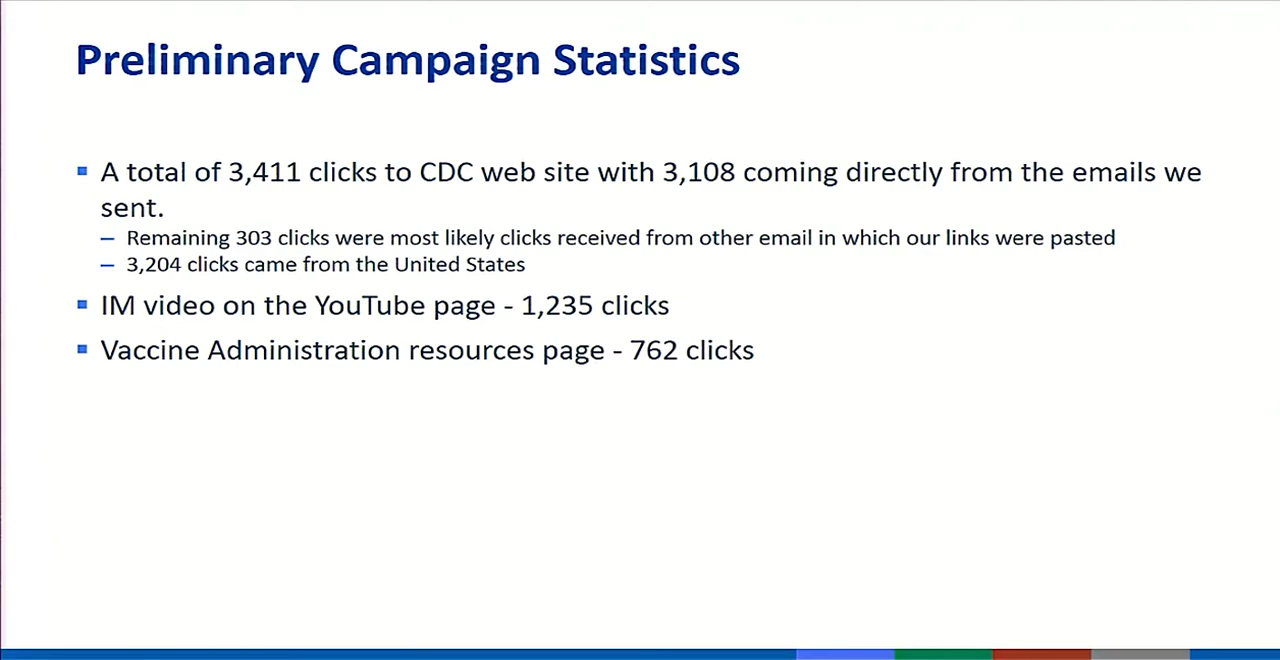 Preliminary Campaign Statistics
A total of 3,411 clicks to CDC web site with 3,108 coming directly from the emails we
sent.
– Remaining 303 clicks were most likely clicks received from other email in which our links were pasted
– 3,204 clicks came from the United States
IM video on the YouTube page - 1,235 clicks
Vaccine Administration resources page - 762 clicks